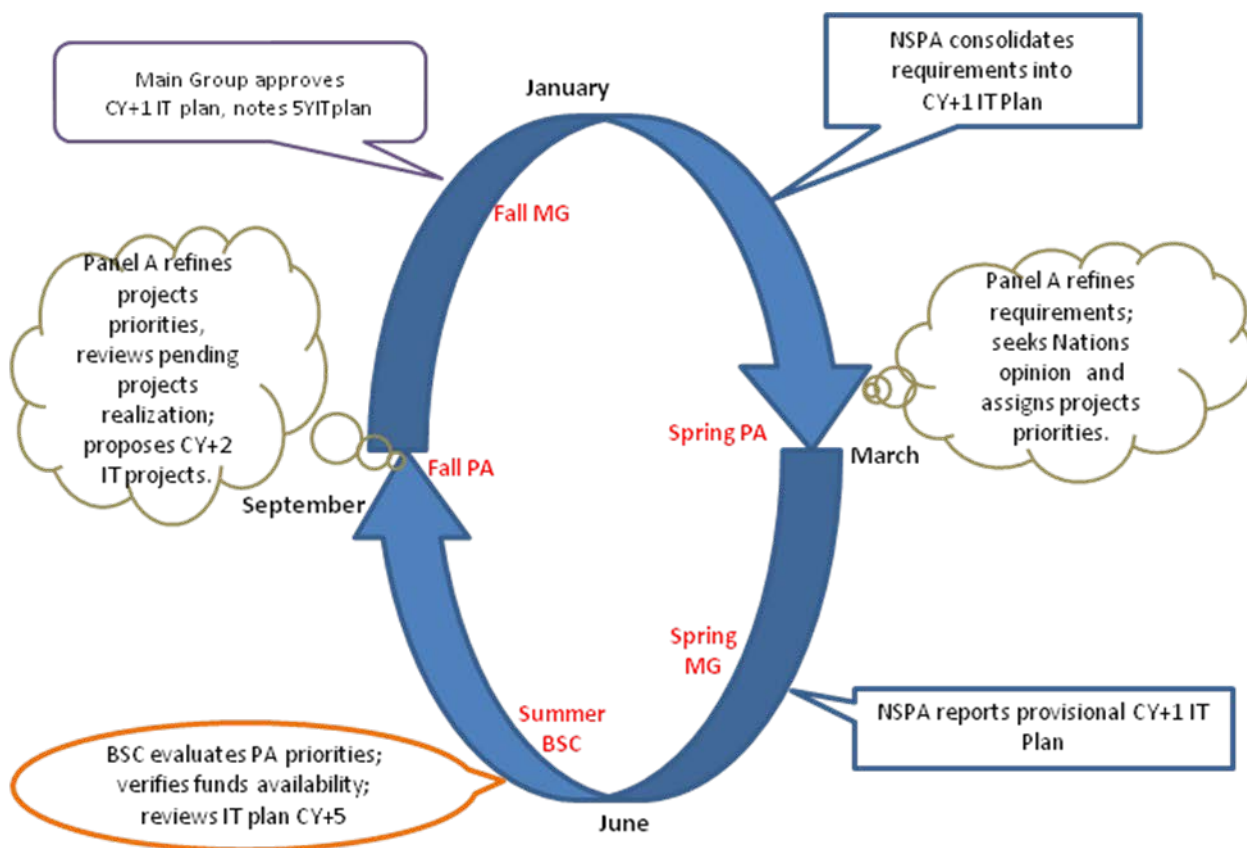 Main Group approves
CY+1 IT plan, notes 5YITplan
January
NSPA consolidates
requirements into
CY+1 IT Plan
Fall MG
Panel A refines
projects
priorities,
reviews pending
projects
realization;
proposes CY+2
IT projects.
Panel A refines
requirements;
seeks Nations
opinion and
assigns projects
priorities.
Spring PA
March
Fall PA
September
Spring
MG
NSPA reports provisional CY+1 IT
Plan
Summer
BSC
BSC evaluates PA priorities;
verifies funds availability;
reviews IT plan CY+5
June